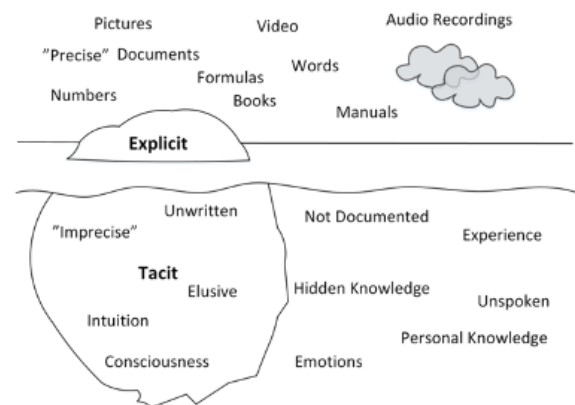 Pictures
Video
Audio Recordings
”Precise” Documents
Words
Formulas
Numbers
Books
Manuals
Explicit
Unwritten
Not Documented
”Imprecise”
Experience
Tacit
Elusive
Hidden Knowledge
Unspoken
Intuition
Personal Knowledge
Consciousness
Emotions